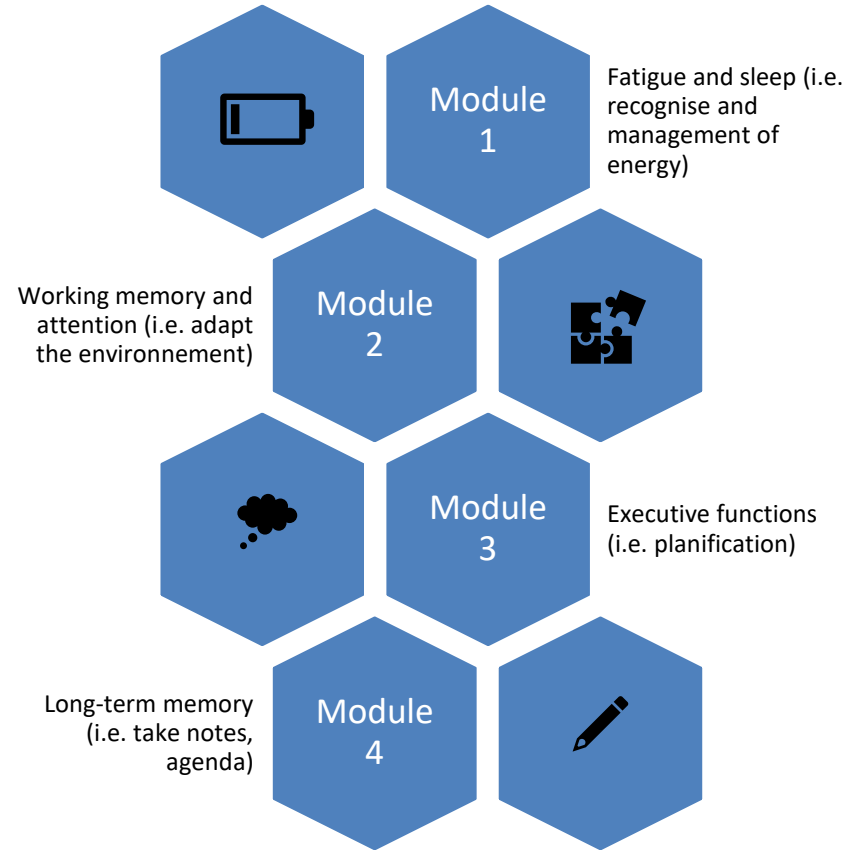 Module
1
Fatigue and sleep (i.e.
recognise and
management of
energy)
Working memory and
attention (i.e. adapt
the environnement)
Module
2
Module
3
Executive functions
(i.e. planification)
Long-term memory
(i.e. take notes,
agenda)
Module
4